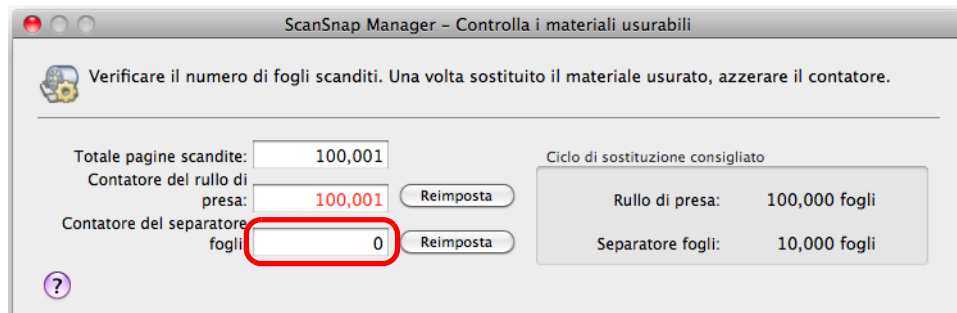 ScanSnap Manager – Controlla i materiali usurabili
Verificare il numero di fogli scanditi. Una volta sostituito il materiale usurato, azzerare il contatore.
Totale pagine scandite: 100,001
Contatore del rullo di
presa: 100,001 Reimposta
Contatore del separatore
fogli 0 Reimposta
Ciclo di sostituzione consigliato
Rullo di presa: 100,000 fogli
Separatore fogli: 10,000 fogli
?